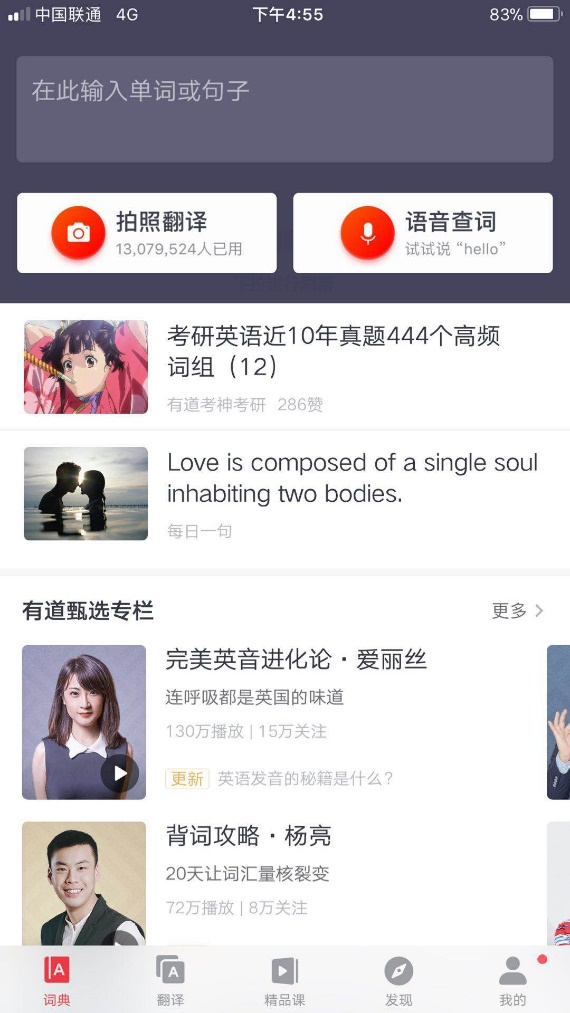 中国联通 4G 下午4:55 83%
在此输入单词或句子
拍照翻译
13,079,524人已用
语音查词
试试说 “hello”
考研英语近10年真题444个高频
词组（12）
有道考神考研 286赞
Love is composed of a single soul
inhabiting two bodies.
每日一句
有道甄选专栏
更多
完美英音进化论·爱丽丝
连呼吸都是英国的味道
130万播放 | 15万关注
更新 英语发音的秘籍是什么?
背词攻略·杨亮
20天让词汇量核裂变
72万播放 | 8万关注
词典
翻译
精品课
发现
我的